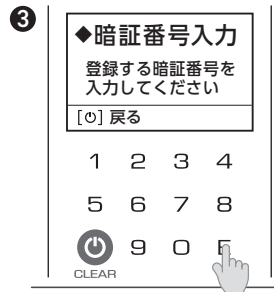 ❸
◆暗証番号入力
登録する暗証番号を
入力してください
[⏻] 戻る
1 2 3 4
5 6 7 8
9 0 E
CLEAR